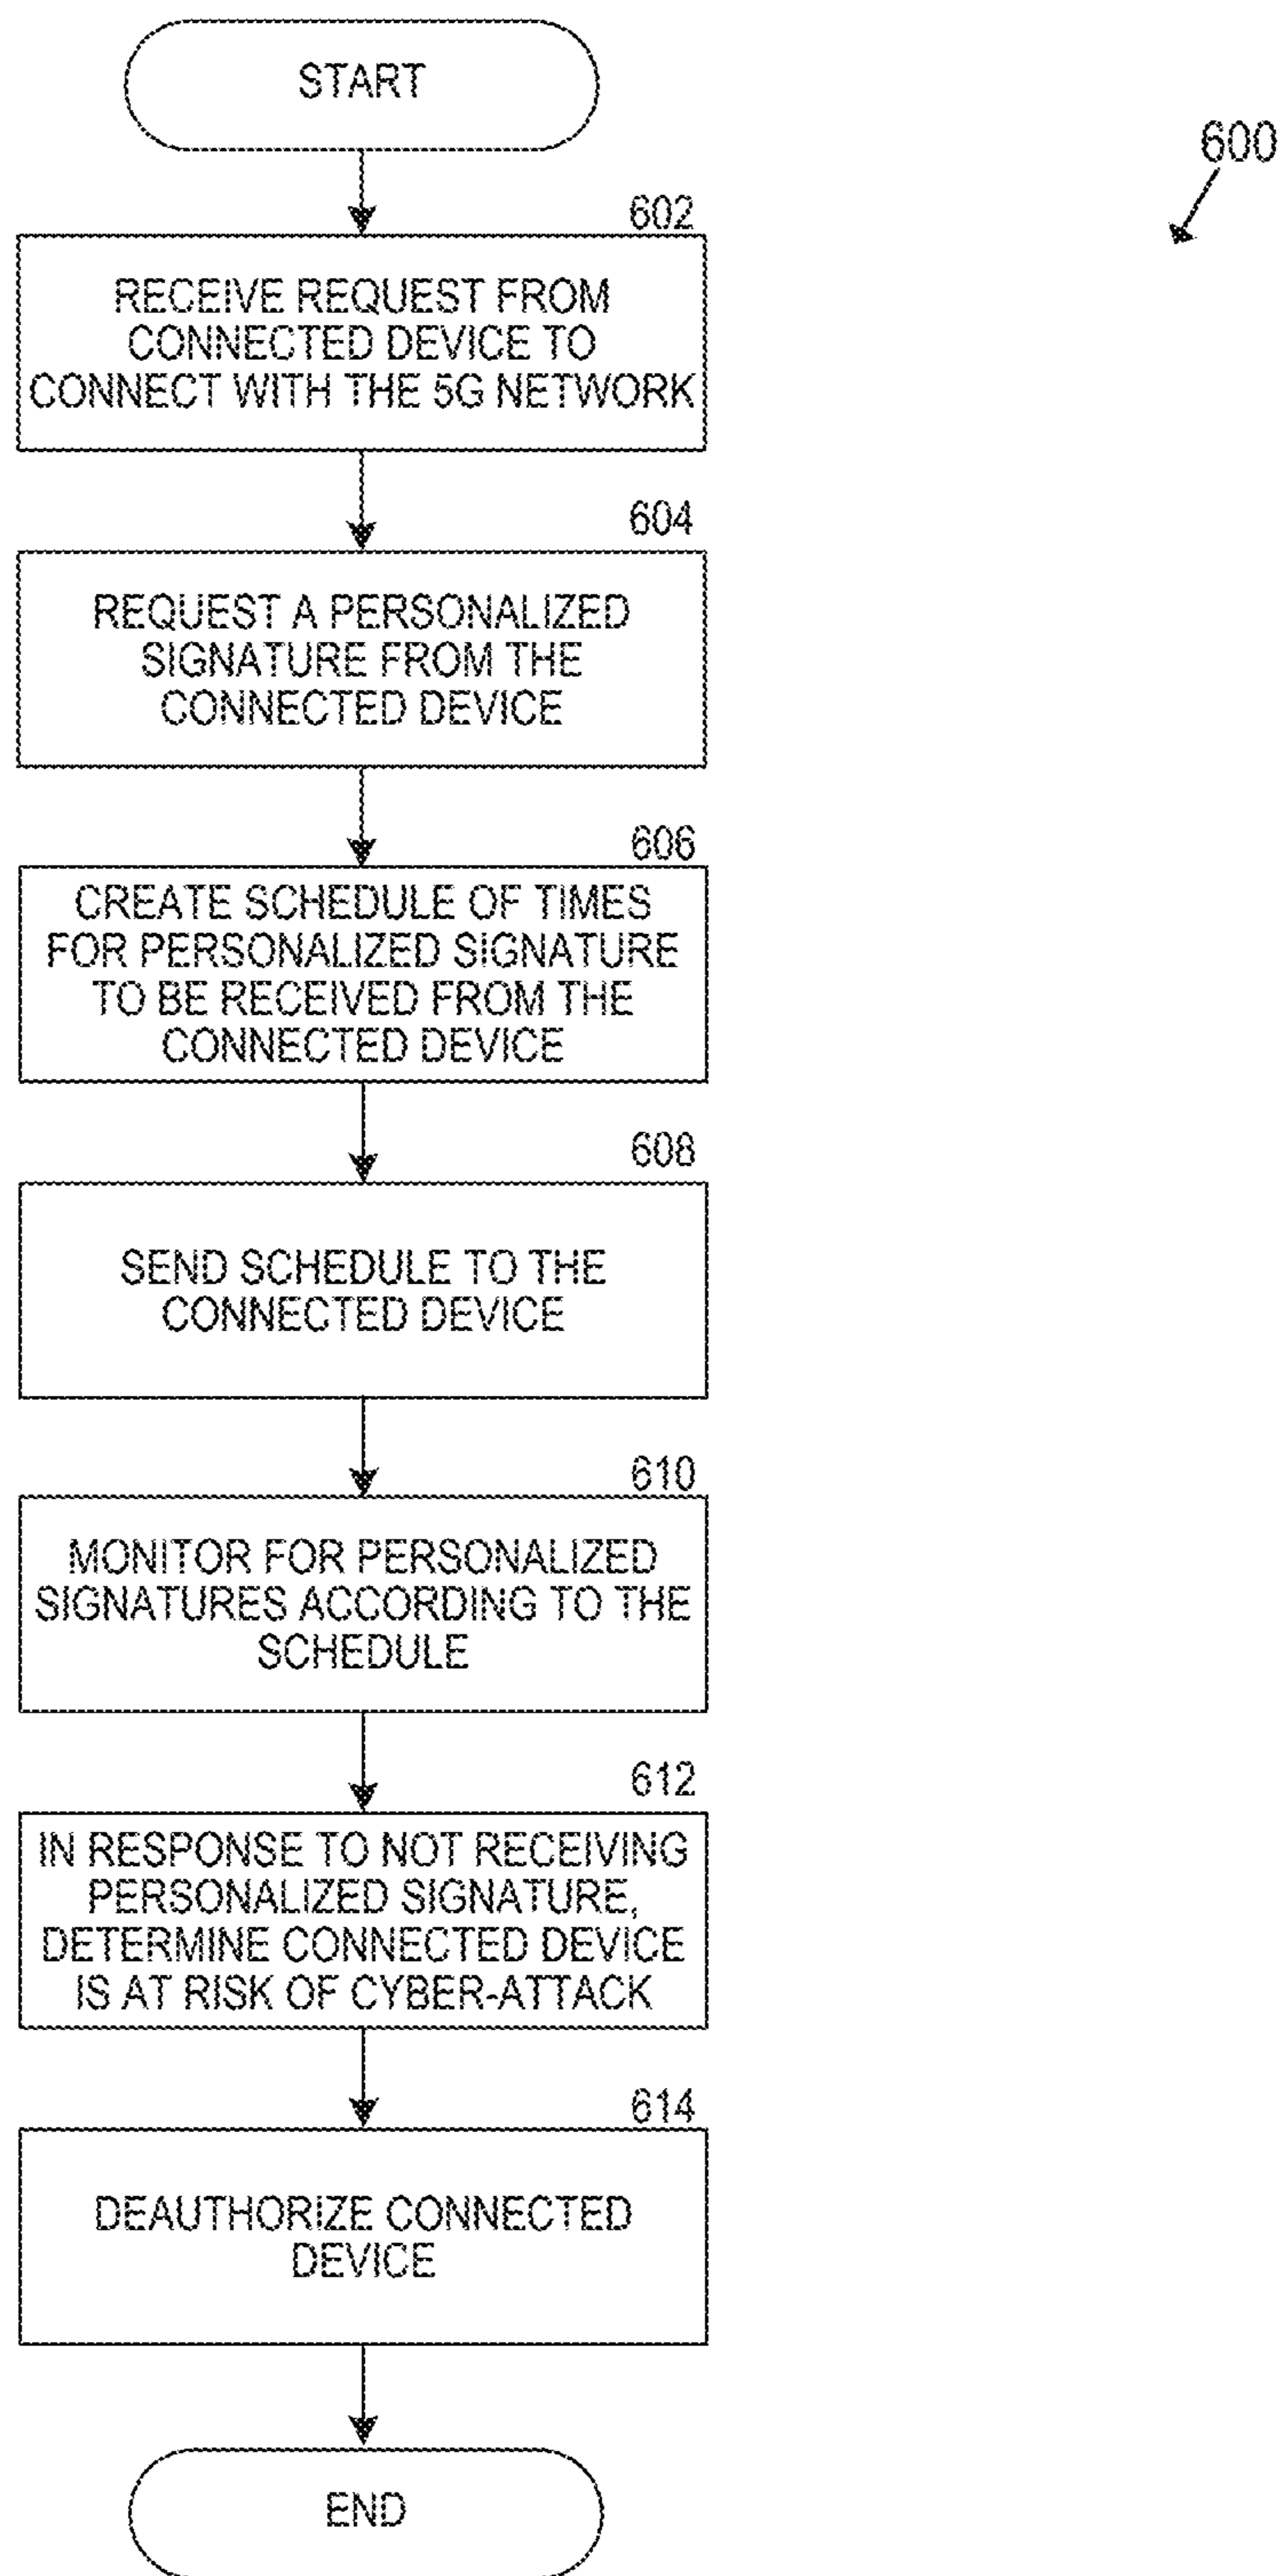 START
600
602
RECEIVE REQUEST FROM
CONNECTED DEVICE TO
CONNECT WITH THE 5G NETWORK
604
REQUEST A PERSONALIZED
SIGNATURE FROM THE
CONNECTED DEVICE
606
CREATE SCHEDULE OF TIMES
FOR PERSONALIZED SIGNATURE
TO BE RECEIVED FROM THE
CONNECTED DEVICE
608
SEND SCHEDULE TO THE
CONNECTED DEVICE
610
MONITOR FOR PERSONALIZED
SIGNATURES ACCORDING TO THE
SCHEDULE
612
IN RESPONSE TO NOT RECEIVING
PERSONALIZED SIGNATURE,
DETERMINE CONNECTED DEVICE
IS AT RISK OF CYBER-ATTACK
614
DEAUTHORIZE CONNECTED
DEVICE
END